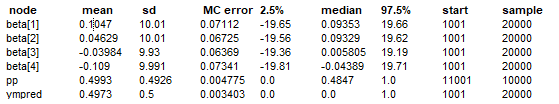 mean sd MC error 2.5% median 97.5% start sample
beta[1] 0.1047 10.01 0.07112 -19.65 0.09353 19.66 1001 20000
beta[2] 0.04629 10.01 0.06725 -19.56 0.09329 19.62 1001 20000
beta[3] -0.03984 9.93 0.06369 -19.36 0.005805 19.19 1001 20000
beta[4] -0.109 9.991 0.07341 -19.81 -0.04389 19.71 1001 20000
pp 0.4993 0.4926 0.004775 0.0 0.4847 1.0 11001 10000
ympred 0.4973 0.5 0.003403 0.0 0.0 1.0 1001 20000